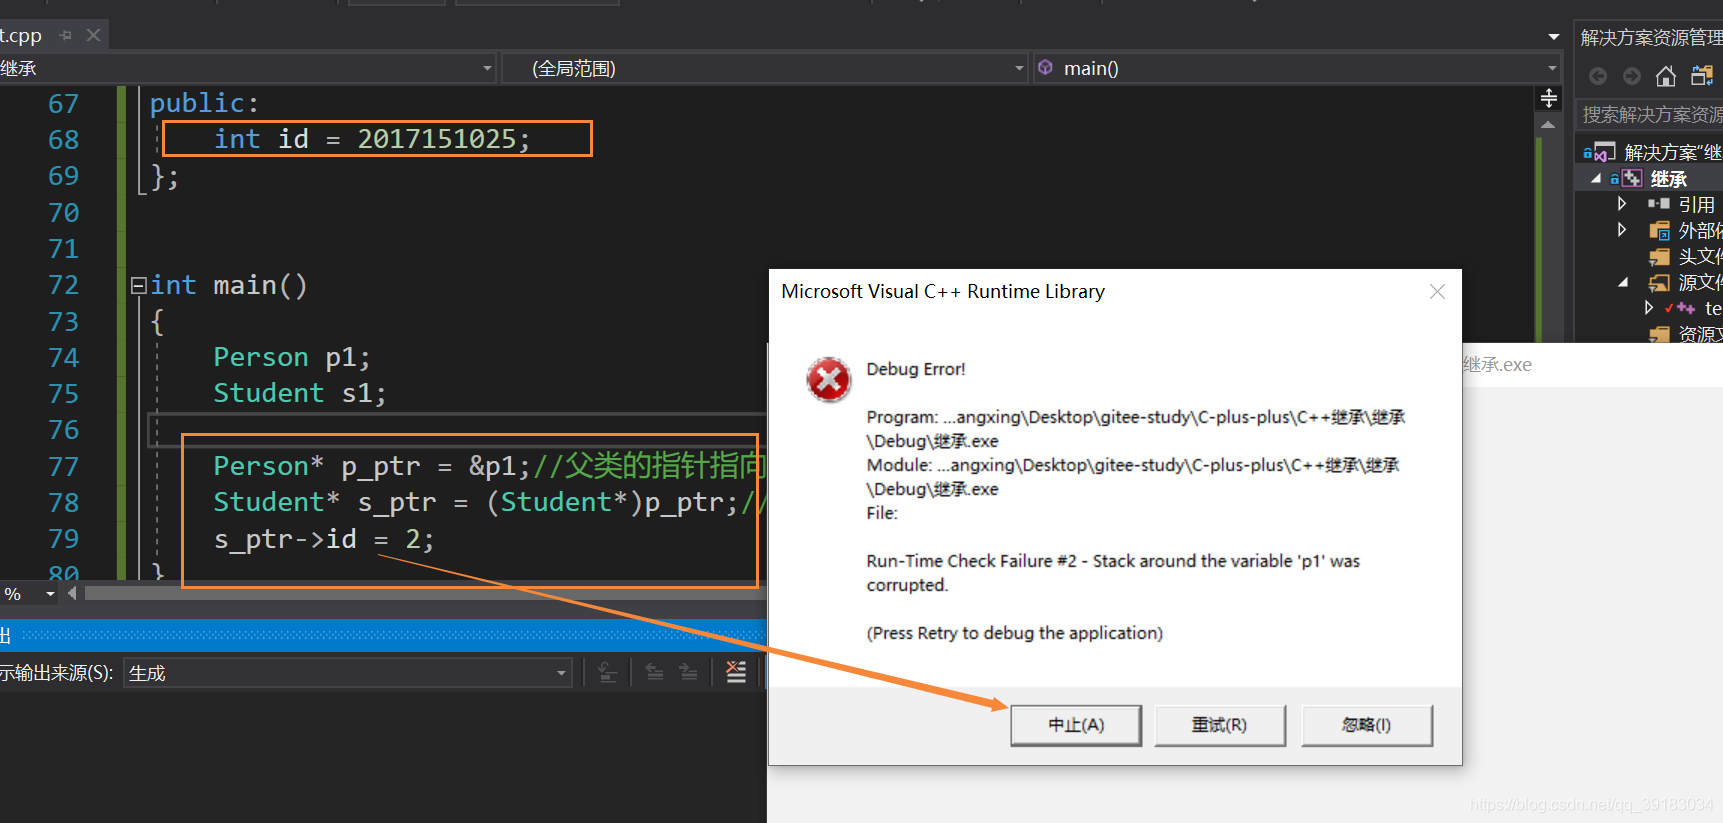 t.cpp
解决方案资源管理
继承
(全局范围)
main()
67 public:
68 int id = 2017151025;
69 };
70
71
72 int main()
73 {
74 Person p1;
75 Student s1;
76
77 Person* p_ptr = &p1;//父类的指针指向
78 Student* s_ptr = (Student*)p_ptr;//
79 s_ptr->id = 2;
80 }
%
搜索解决方案资源
解决方案"继
继承
引用
外部依
头文件
源文件
te
资源文
继承.exe
Microsoft Visual C++ Runtime Library
Debug Error!
Program: ...angxing\Desktop\gitee-study\C-plus-plus\C++继承\继承
\Debug\继承.exe
Module: ...angxing\Desktop\gitee-study\C-plus-plus\C++继承\继承
\Debug\继承.exe
File:
Run-Time Check Failure #2 - Stack around the variable 'p1' was
corrupted.
(Press Retry to debug the application)
中止(A)
重试(R)
忽略(I)
出
示输出来源(S):
生成
https://blog.csdn.net/qq_39183034